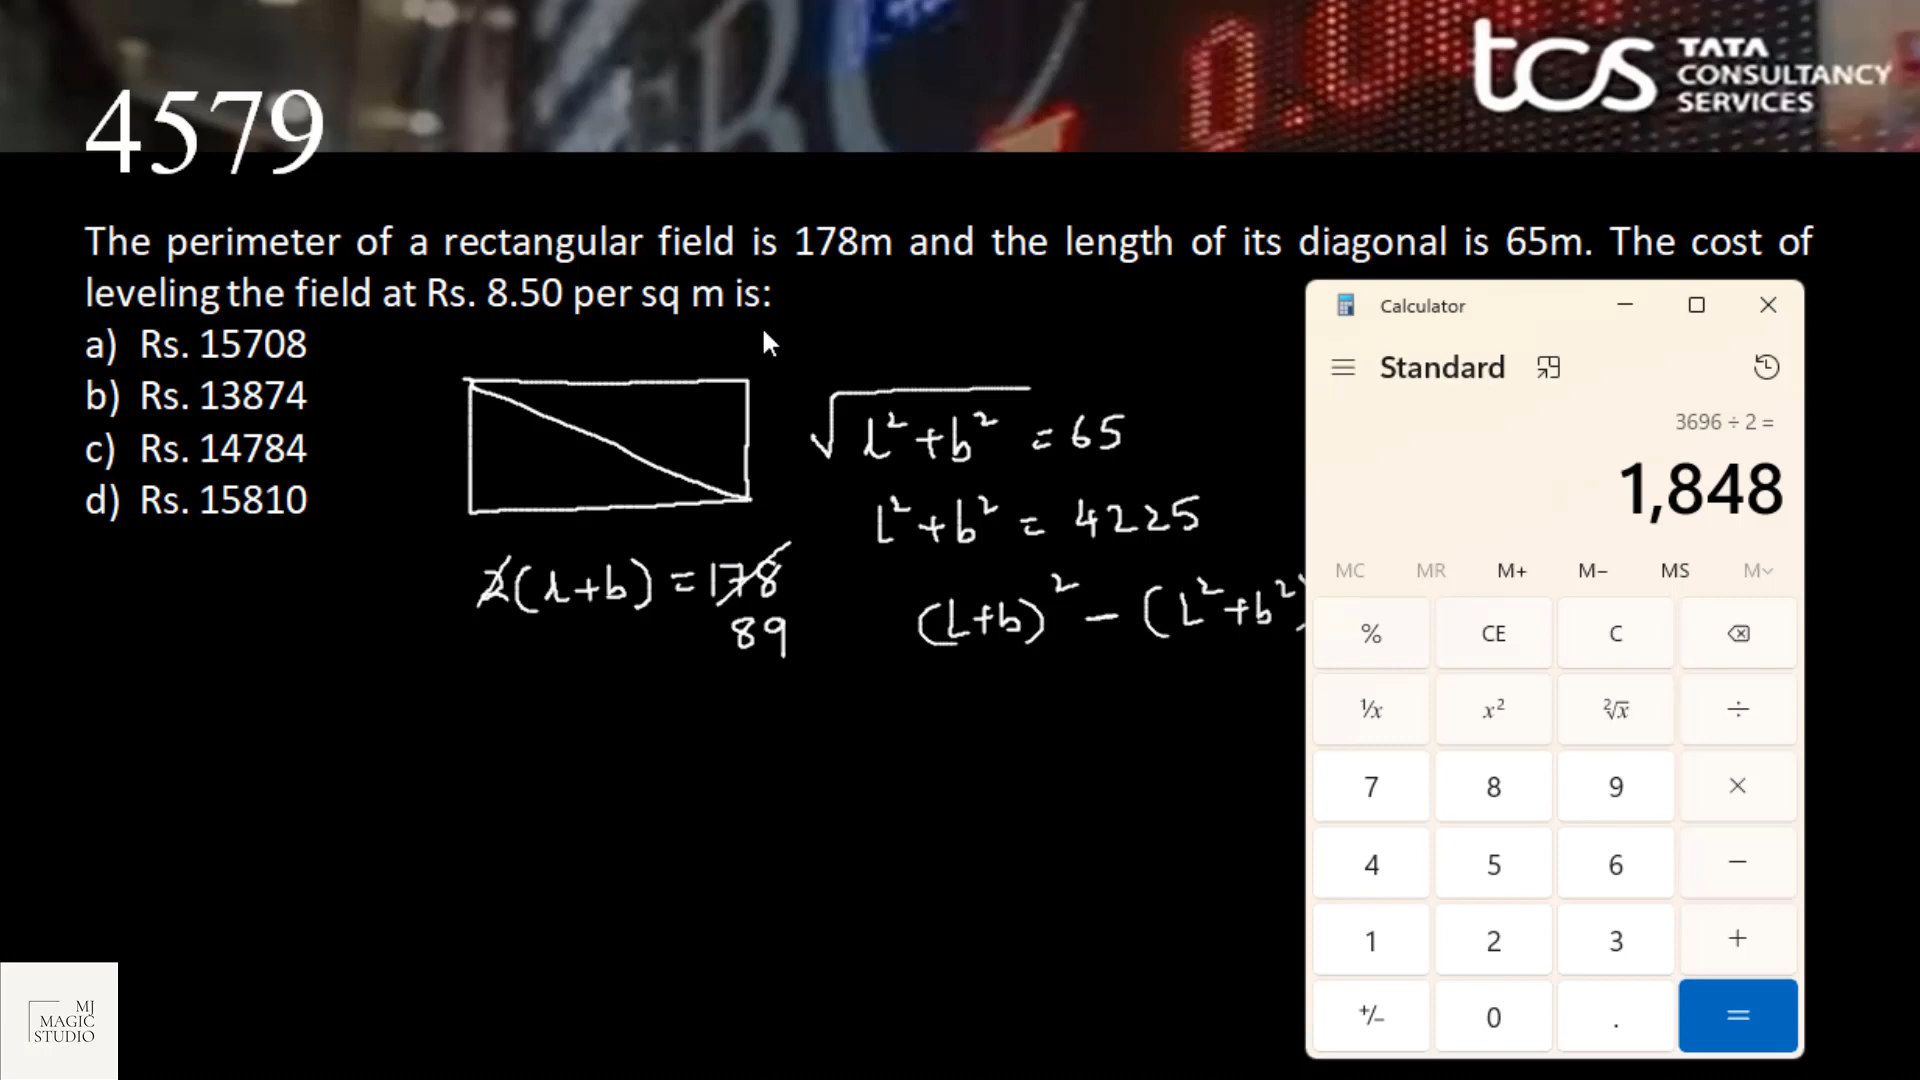 4579
tcs TATA
CONSULTANCY
SERVICES
The perimeter of a rectangular field is 178m and the length of its diagonal is 65m. The cost of
leveling the field at Rs. 8.50 per sq m is:
a) Rs. 15708
b) Rs. 13874
c) Rs. 14784
d) Rs. 15810
√(l²+b²) = 65
l²+b² = 4225
2(l+b) = 178
89
(l+b)² - (l²+b²)
Calculator
Standard
3696 ÷ 2 =
1,848
MC MR M+ M− MS M˅
% CE C ⌫
¹/x x² ²√x ÷
7 8 9 ×
4 5 6 −
1 2 3 +
+/− 0 . =
MJ
MAGIC
STUDIO